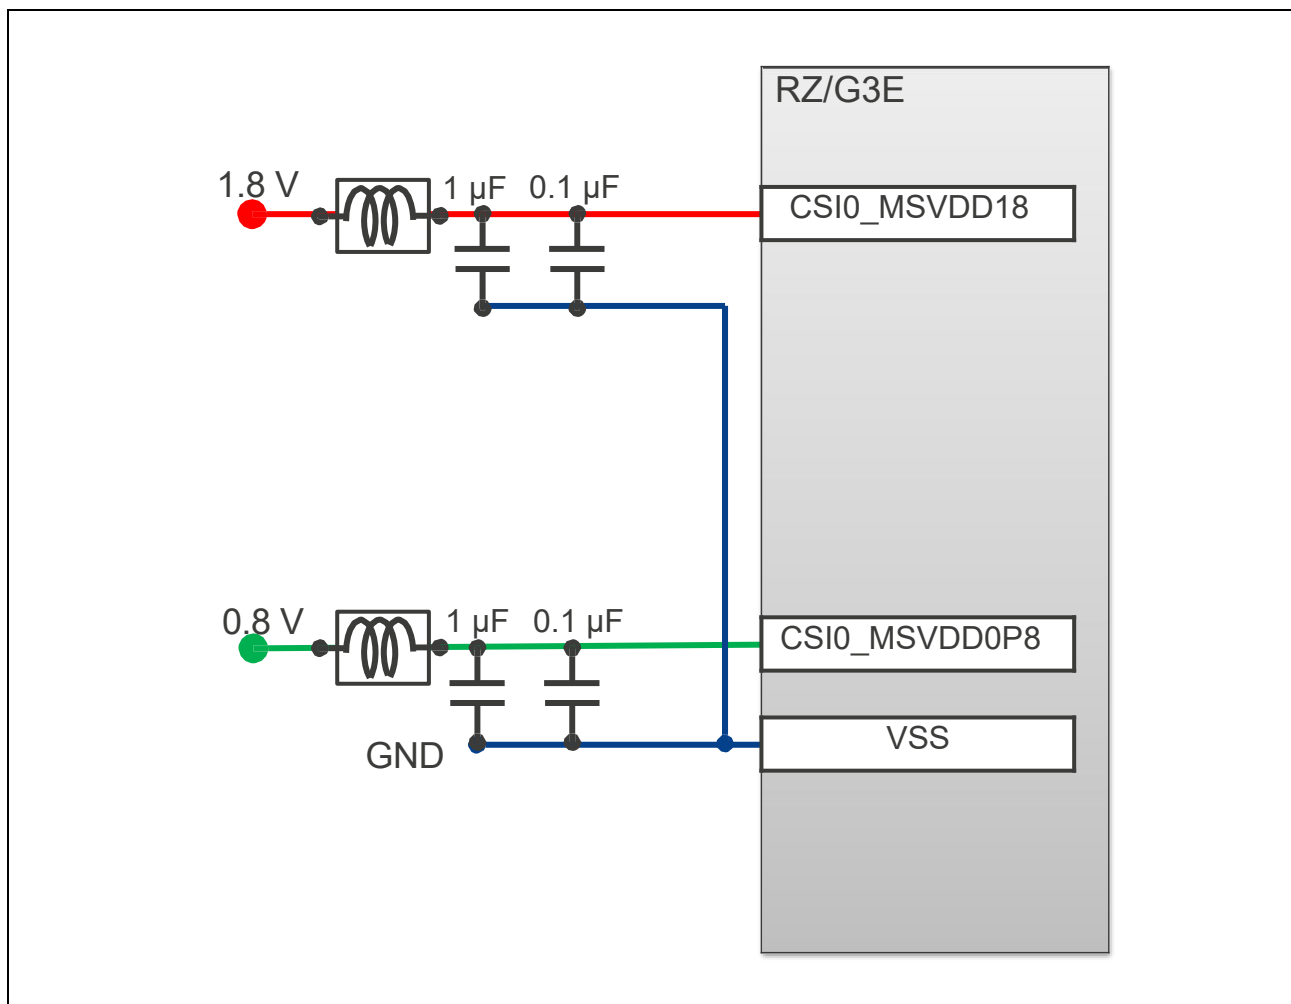 RZ/G3E
1.8 V
1 µF
0.1 µF
CSI0_MSVDD18
0.8 V
1 µF
0.1 µF
CSI0_MSVDD0P8
GND
VSS